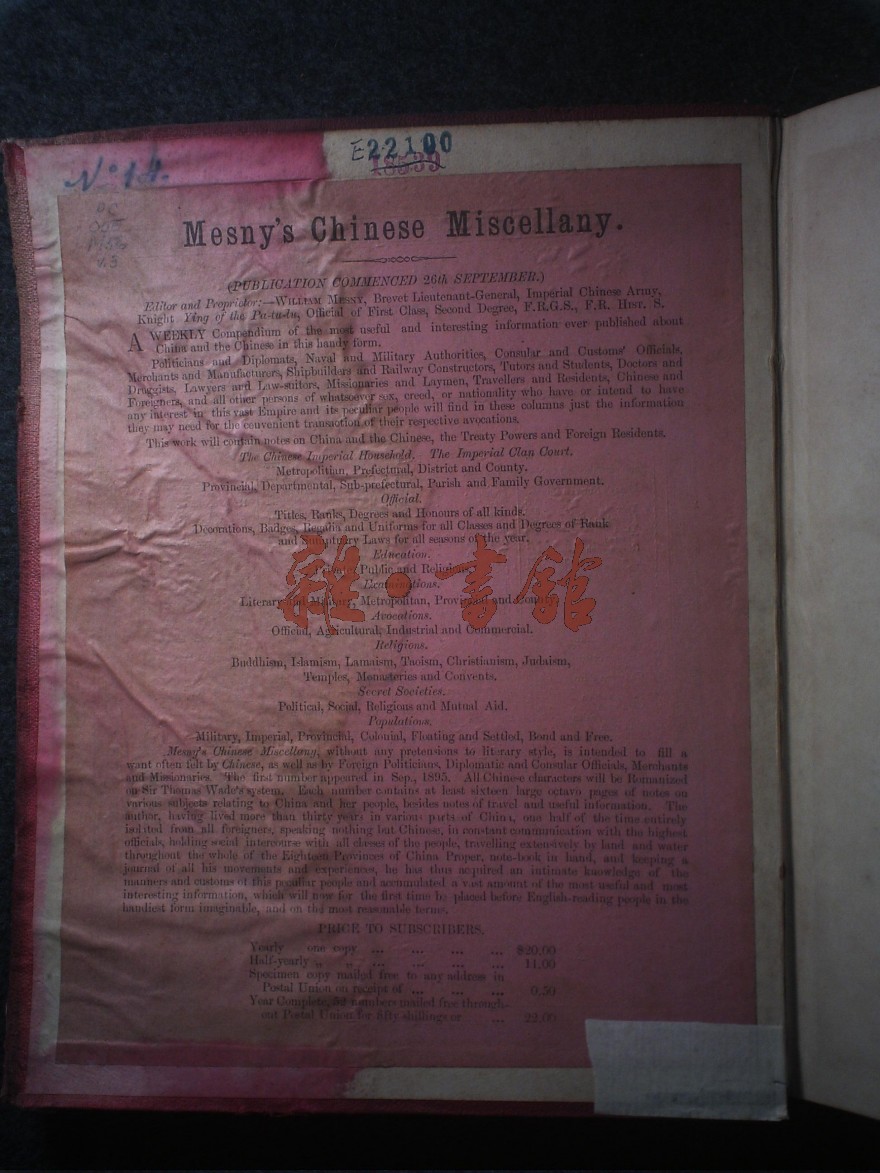 E22100
18539
No 14.
v.3
Mesny's Chinese Miscellany.
(PUBLICATION COMMENCED 26th SEPTEMBER.)
Editor and Proprietor:—WILLIAM MESNY, Brevet Lieutenant-General, Imperial Chinese Army,
Knight Ying of the Pa-tu-lu, Official of First Class, Second Degree, F.R.G.S., F.R. HIST. S.
A WEEKLY Compendium of the most useful and interesting information ever published about
China and the Chinese in this handy form.
Politicians and Diplomats, Naval and Military Authorities, Consular and Customs' Officials,
Merchants and Manufacturers, Shipbuilders and Railway Constructors, Tutors and Students, Doctors and
Druggists, Lawyers and Law-suitors, Missionaries and Laymen, Travellers and Residents, Chinese and
Foreigners, and all other persons of whatsoever sex, creed, or nationality who have or intend to have
any interest in this vast Empire and its peculiar people will find in these columns just the information
they may need for the convenient transaction of their respective avocations.
This work will contain notes on China and the Chinese, the Treaty Powers and Foreign Residents.
The Chinese Imperial Household. The Imperial Clan Court.
Metropolitian, Prefectural, District and County.
Provincial, Departmental, Sub-prefectural, Parish and Family Government.
Official.
Titles, Ranks, Degrees and Honours of all kinds.
Decorations, Badges, Regalia and Uniforms for all Classes and Degrees of Rank
and Sumptuary Laws for all seasons of the year.
Education.
Private, Public and Religious.
Examinations.
Literary and Military, Metropolitan, Provincial and County.
Avocations.
Official, Agricultural, Industrial and Commercial.
Religions.
Buddhism, Islamism, Lamaism, Taoism, Christianism, Judaism,
Temples, Monasteries and Convents.
Secret Societies.
Political, Social, Religious and Mutual Aid.
Populations.
Military, Imperial, Provincial, Colonial, Floating and Settled, Bond and Free.
Mesny's Chinese Miscellany, without any pretensions to literary style, is intended to fill a
want often felt by Chinese, as well as by Foreign Politicians, Diplomatic and Consular Officials, Merchants
and Missionaries. The first number appeared in Sep., 1895. All Chinese characters will be Romanized
on Sir Thomas Wade's system. Each number contains at least sixteen large octavo pages of notes on
various subjects relating to China and her people, besides notes of travel and useful information. The
author, having lived more than thirty years in various parts of China, one half of the time entirely
isolated from all foreigners, speaking nothing but Chinese, in constant communication with the highest
officials, holding social intercourse with all classes of the people, travelling extensively by land and water
throughout the whole of the Eighteen Provinces of China Proper, note-book in hand, and keeping a
journal of all his movements and experiences, he has thus acquired an intimate knowledge of the
manners and customs of this peculiar people and accumulated a vast amount of the most useful and most
interesting information, which will now for the first time be placed before English-reading people in the
handiest form imaginable, and on the most reasonable terms.
PRICE TO SUBSCRIBERS.
Yearly one copy ... ... ... ... $20.00
Half-yearly „ „ ... ... ... ... 11.00
Specimen copy mailed free to any address in
Postal Union on receipt of ... ... ... 0.50
Year Complete, 52 numbers mailed free through-
out Postal Union for fifty shillings or ... 22.00
雜·書館